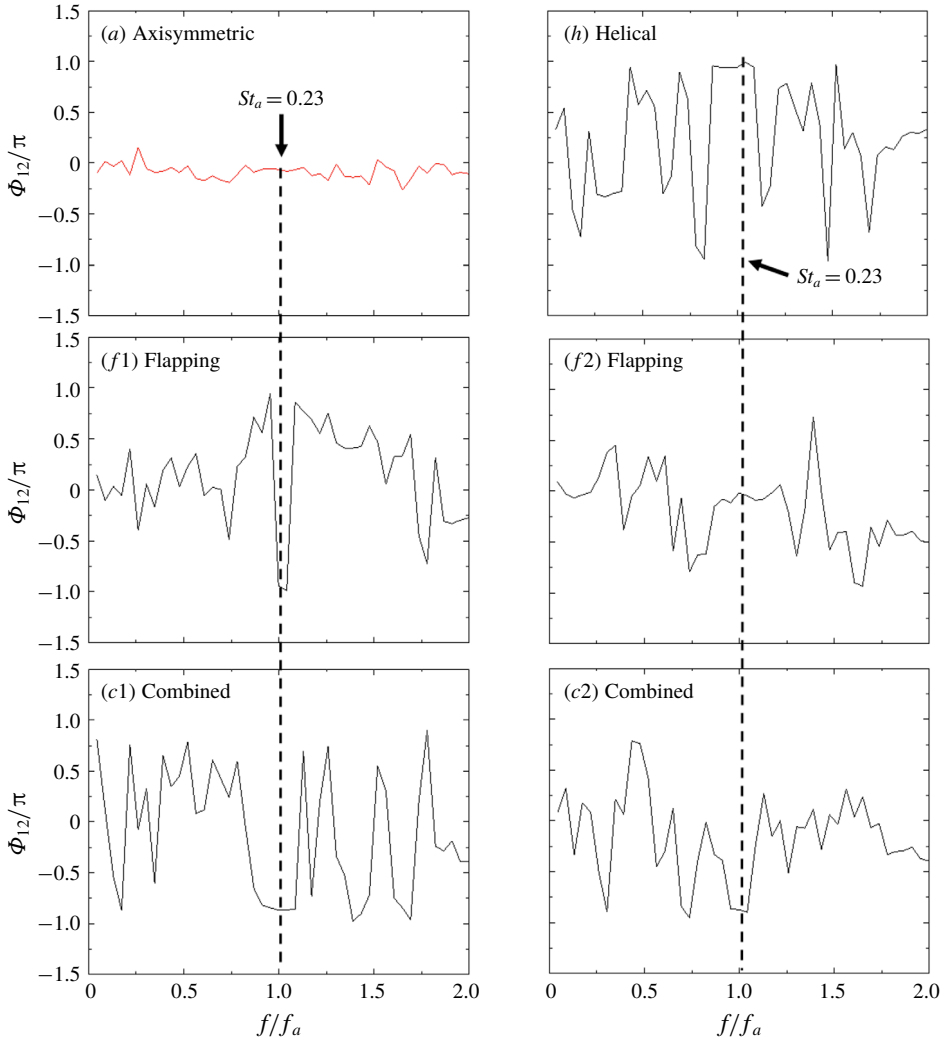 (a) Axisymmetric
St_a = 0.23
1.5
1.0
0.5
0
−0.5
−1.0
−1.5
Φ12/π
(h) Helical
St_a = 0.23
(f1) Flapping
1.5
1.0
0.5
0
−0.5
−1.0
−1.5
Φ12/π
(f2) Flapping
(c1) Combined
1.5
1.0
0.5
0
−0.5
−1.0
−1.5
Φ12/π
0 0.5 1.0 1.5 2.0
f/f_a
(c2) Combined
0 0.5 1.0 1.5 2.0
f/f_a